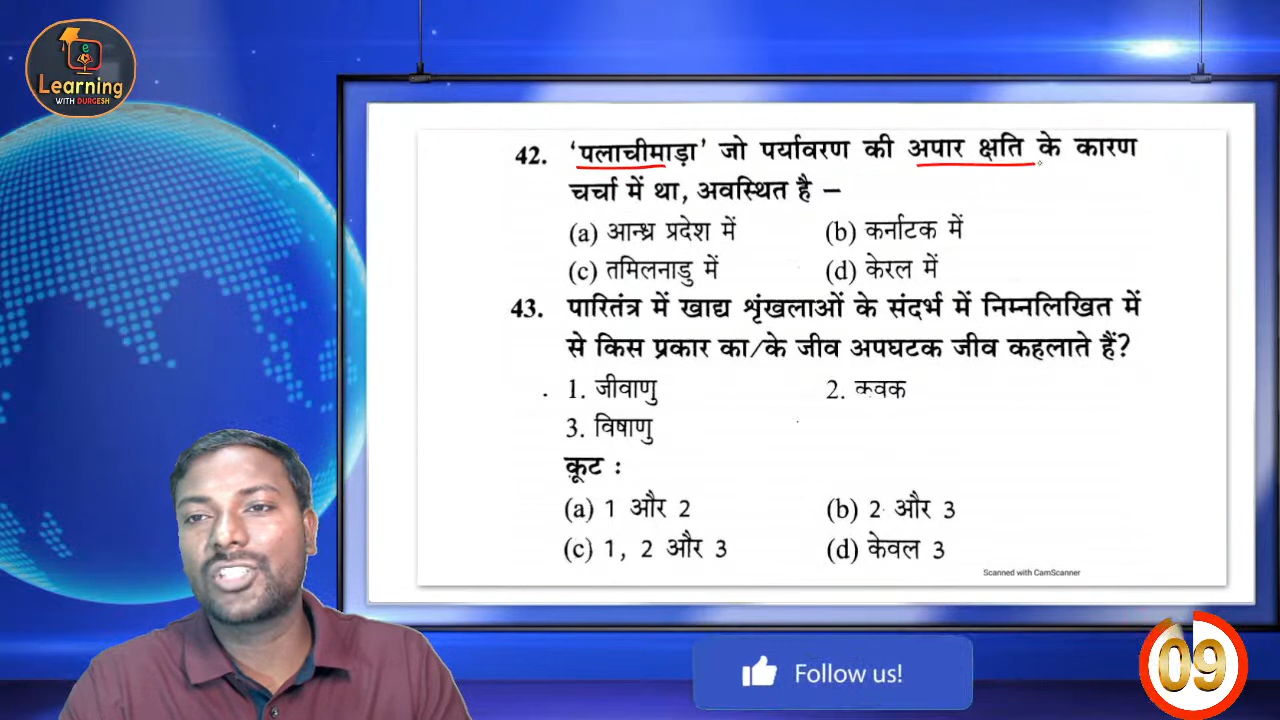 e
Learning
WITH DURGESH
42. 'पलाचीमाड़ा' जो पर्यावरण की अपार क्षति के कारण
चर्चा में था, अवस्थित है –
(a) आन्ध्र प्रदेश में (b) कर्नाटक में
(c) तमिलनाडु में (d) केरल में
43. पारितंत्र में खाद्य शृंखलाओं के संदर्भ में निम्नलिखित में
से किस प्रकार का/के जीव अपघटक जीव कहलाते हैं?
1. जीवाणु 2. कवक
3. विषाणु
कूट :
(a) 1 और 2 (b) 2 और 3
(c) 1, 2 और 3 (d) केवल 3
Scanned with CamScanner
Follow us!
09